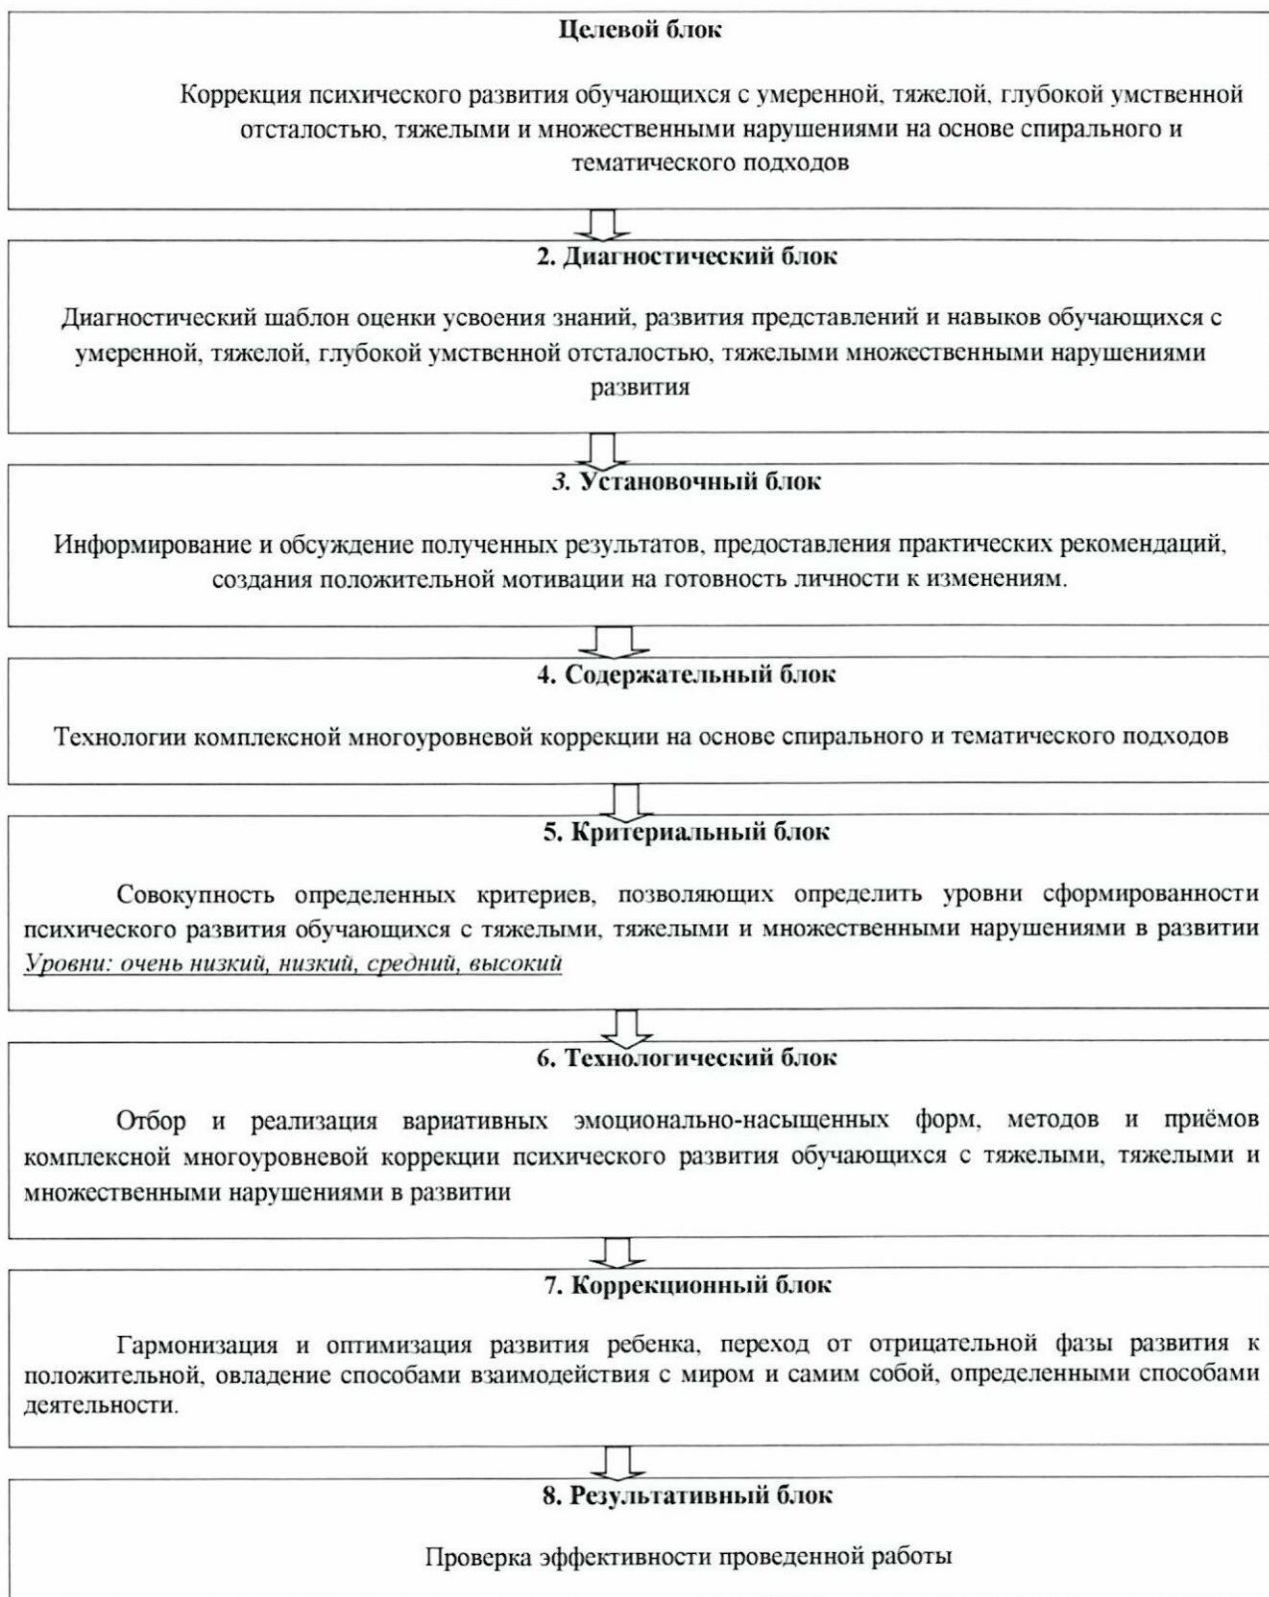 Целевой блок
Коррекция психического развития обучающихся с умеренной, тяжелой, глубокой умственной
отсталостью, тяжелыми и множественными нарушениями на основе спирального и
тематического подходов
2. Диагностический блок
Диагностический шаблон оценки усвоения знаний, развития представлений и навыков обучающихся с
умеренной, тяжелой, глубокой умственной отсталостью, тяжелыми множественными нарушениями
развития
3. Установочный блок
Информирование и обсуждение полученных результатов, предоставления практических рекомендаций,
создания положительной мотивации на готовность личности к изменениям.
4. Содержательный блок
Технологии комплексной многоуровневой коррекции на основе спирального и тематического подходов
5. Критериальный блок
Совокупность определенных критериев, позволяющих определить уровни сформированности
психического развития обучающихся с тяжелыми, тяжелыми и множественными нарушениями в развитии
Уровни: очень низкий, низкий, средний, высокий
6. Технологический блок
Отбор и реализация вариативных эмоционально-насыщенных форм, методов и приёмов
комплексной многоуровневой коррекции психического развития обучающихся с тяжелыми, тяжелыми и
множественными нарушениями в развитии
7. Коррекционный блок
Гармонизация и оптимизация развития ребенка, переход от отрицательной фазы развития к
положительной, овладение способами взаимодействия с миром и самим собой, определенными способами
деятельности.
8. Результативный блок
Проверка эффективности проведенной работы